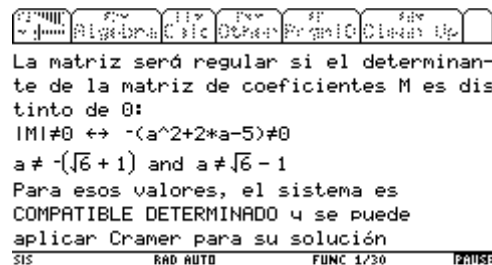 Algebra Calc Other PrgmIO Clean Up
La matriz será regular si el determinan-
te de la matriz de coeficientes M es dis
tinto de 0:
|M|≠0 ↔ -(a^2+2*a-5)≠0
a ≠ -(√6 + 1) and a ≠ √6 - 1
Para esos valores, el sistema es
COMPATIBLE DETERMINADO y se puede
aplicar Cramer para su solución
SIS RAD AUTO FUNC 1/30 PAUSE